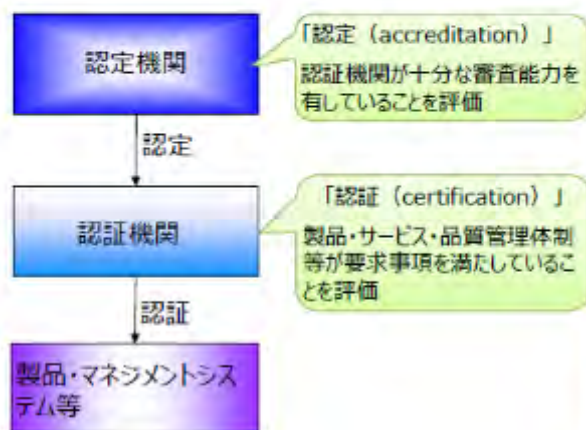 認定機関
「認定（accreditation）」
認証機関が十分な審査能力を
有していることを評価
認定
認証機関
「認証（certification）」
製品・サービス・品質管理体制
等が要求事項を満たしているこ
とを評価
認証
製品・マネジメントシス
テム等